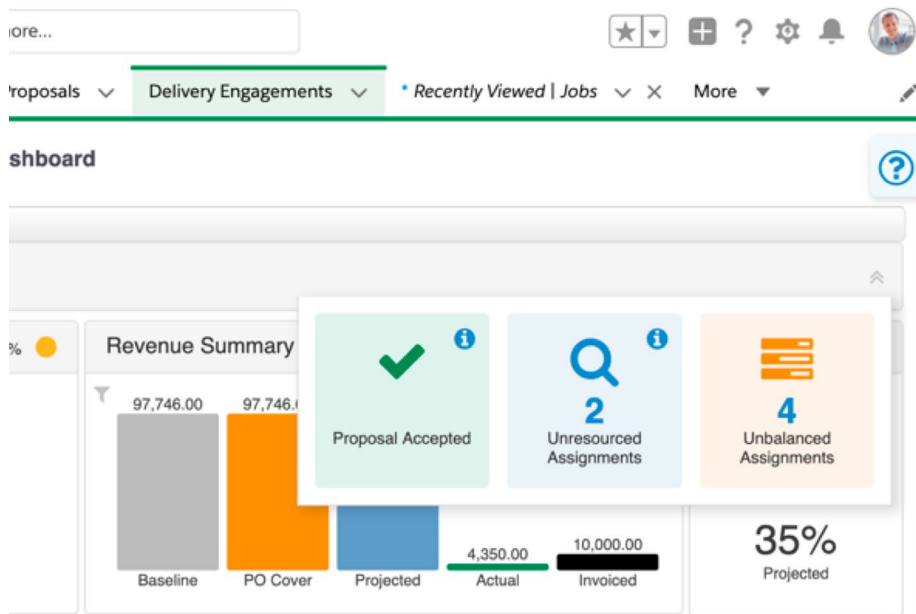 ore...
roposals
Delivery Engagements
* Recently Viewed | Jobs
More
shboard
%
Revenue Summary
Proposal Accepted
2
Unresourced
Assignments
4
Unbalanced
Assignments
97,746.00
97,746.
4,350.00
10,000.00
Baseline
PO Cover
Projected
Actual
Invoiced
35%
Projected